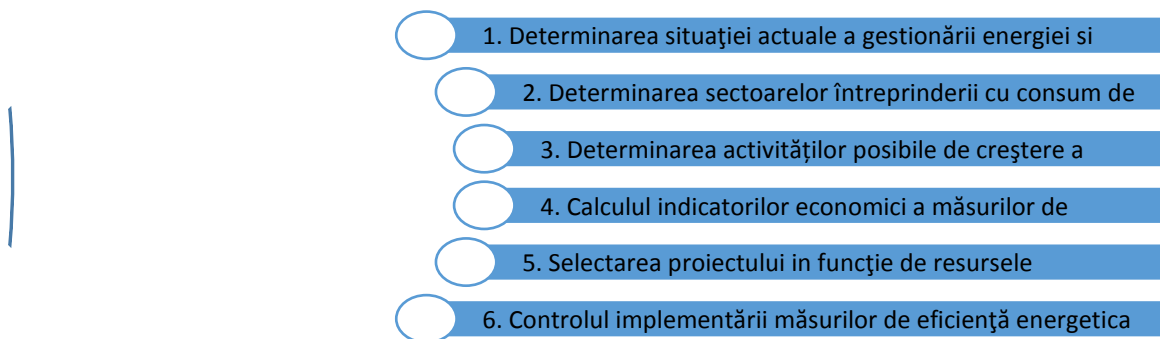 1. Determinarea situaţiei actuale a gestionării energiei si
2. Determinarea sectoarelor întreprinderii cu consum de
3. Determinarea activităților posibile de creştere a
4. Calculul indicatorilor economici a măsurilor de
5. Selectarea proiectului in funcţie de resursele
6. Controlul implementării măsurilor de eficienţă energetica